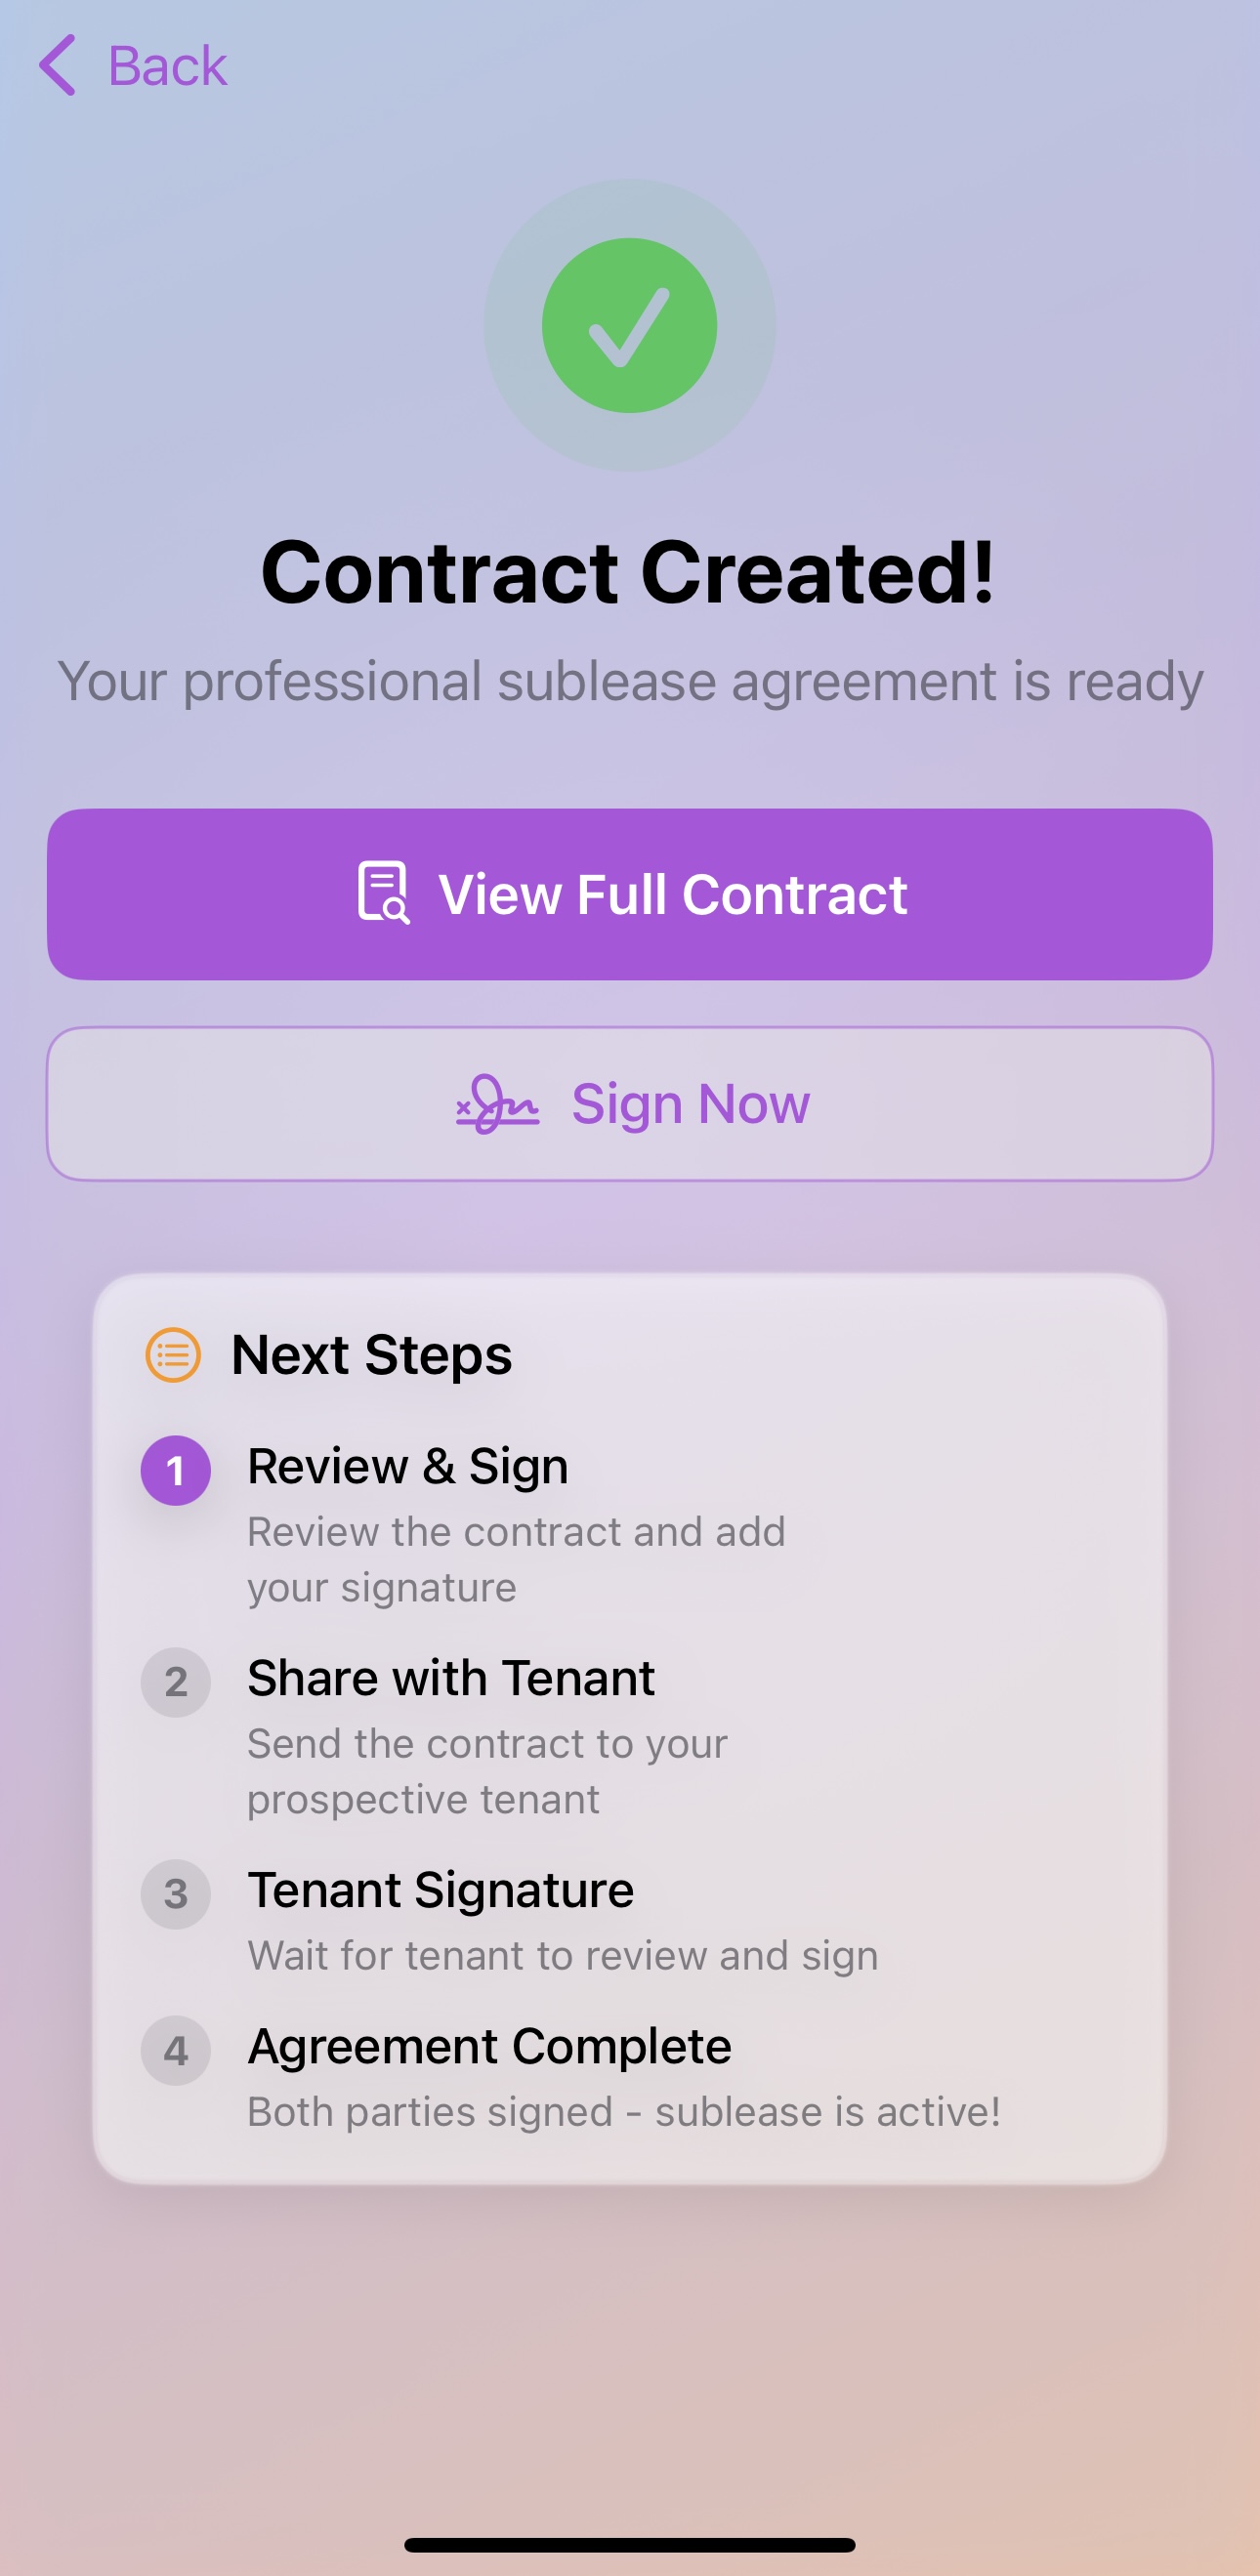 Back
Contract Created!
Your professional sublease agreement is ready
View Full Contract
Sign Now
Next Steps
1 Review & Sign
Review the contract and add
your signature
2 Share with Tenant
Send the contract to your
prospective tenant
3 Tenant Signature
Wait for tenant to review and sign
4 Agreement Complete
Both parties signed - sublease is active!